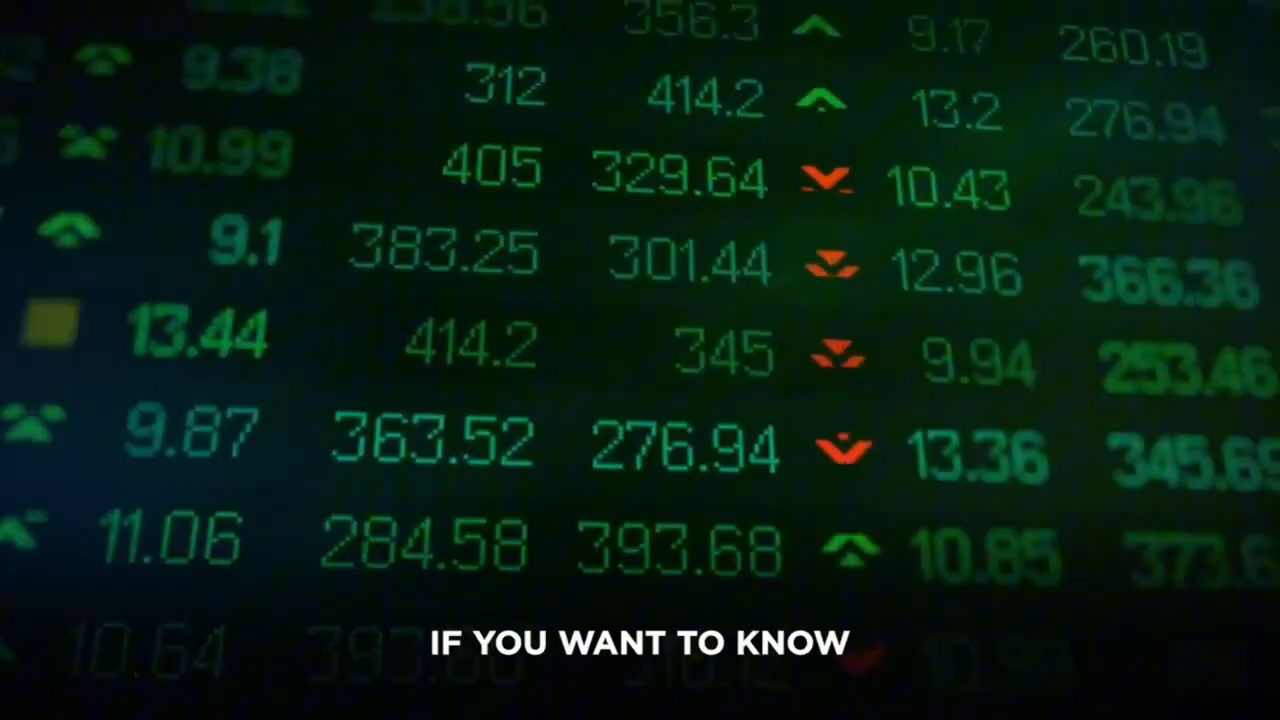 356.3 9.17 260.19
9.38 312 414.2 13.2 276.94
10.99 405 329.64 10.43 243.96
9.1 383.25 301.44 12.96 366.36
13.44 414.2 345 9.94 253.46
9.87 363.52 276.94 13.36 345.69
11.06 284.58 393.68 10.85
10.64
IF YOU WANT TO KNOW